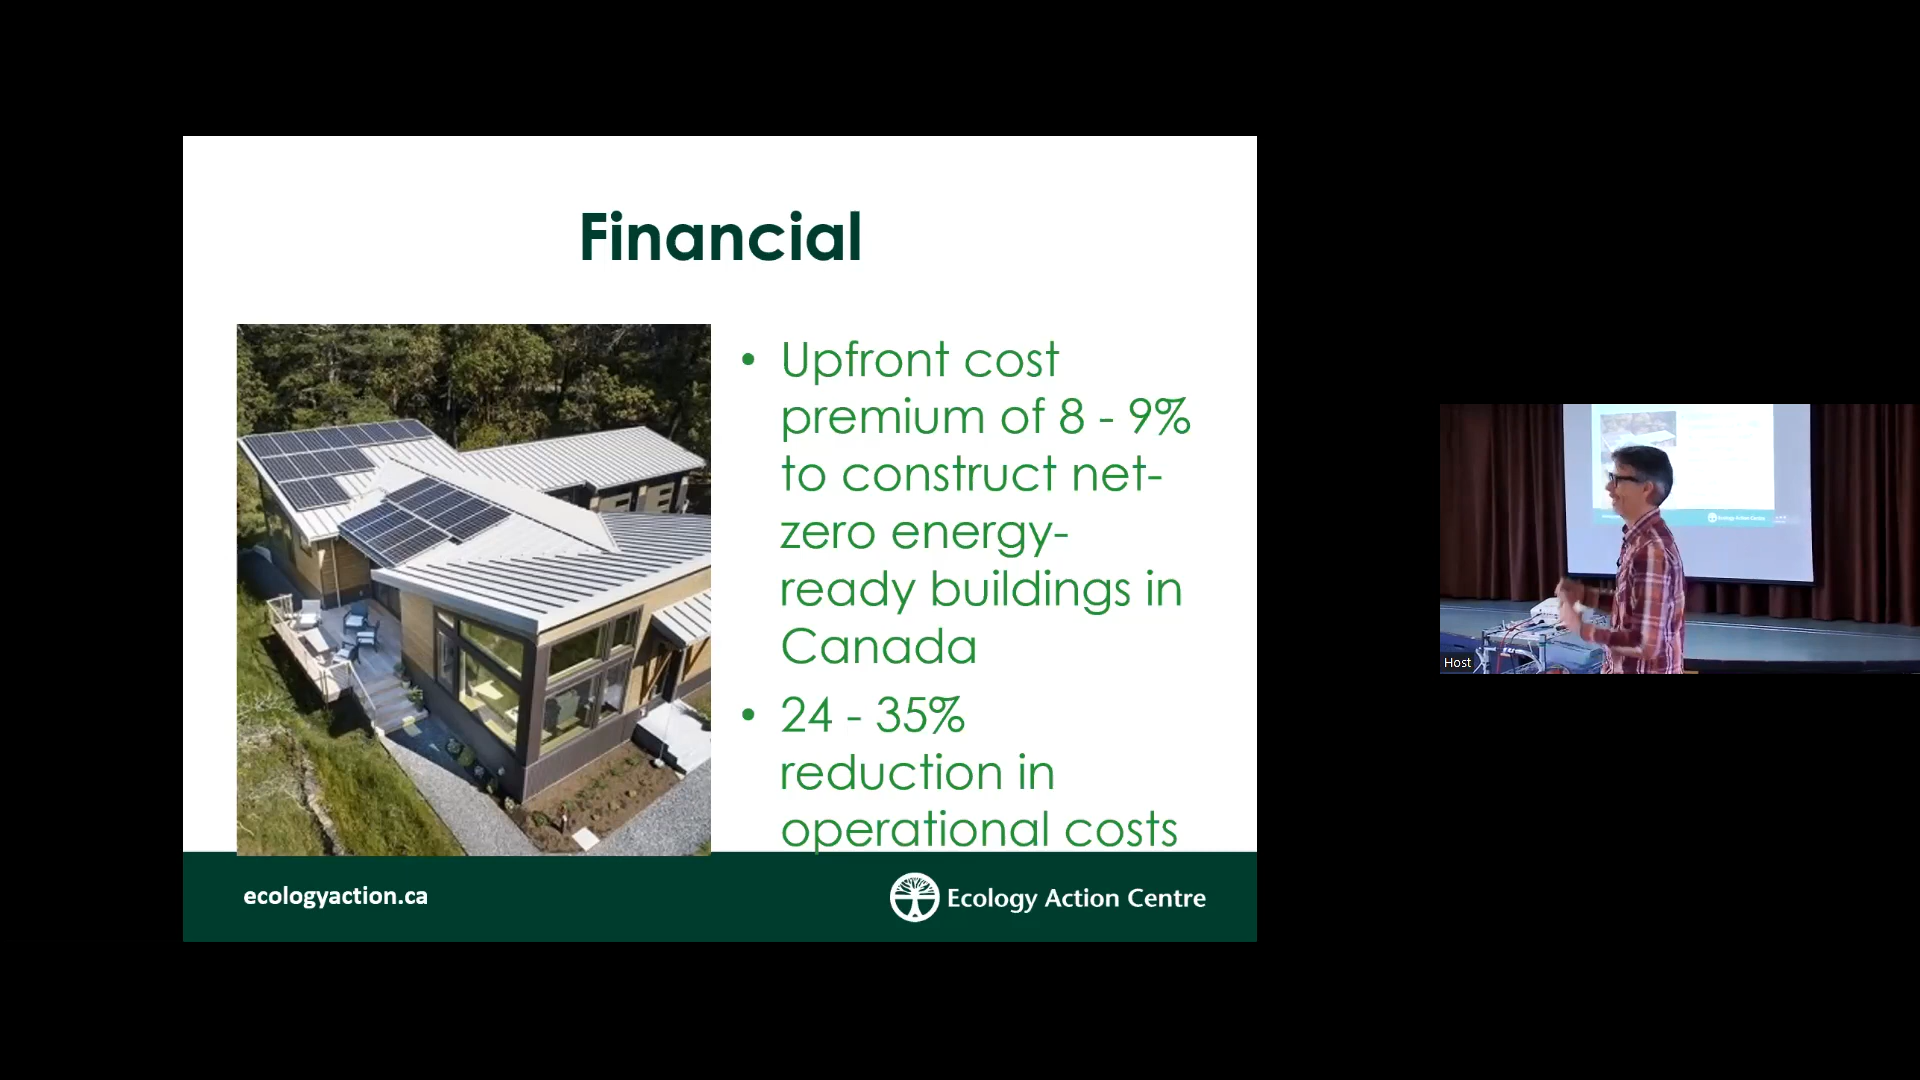 Financial
• Upfront cost
premium of 8 - 9%
to construct net-
zero energy-
ready buildings in
Canada
• 24 - 35%
reduction in
operational costs
ecologyaction.ca
Ecology Action Centre
Host